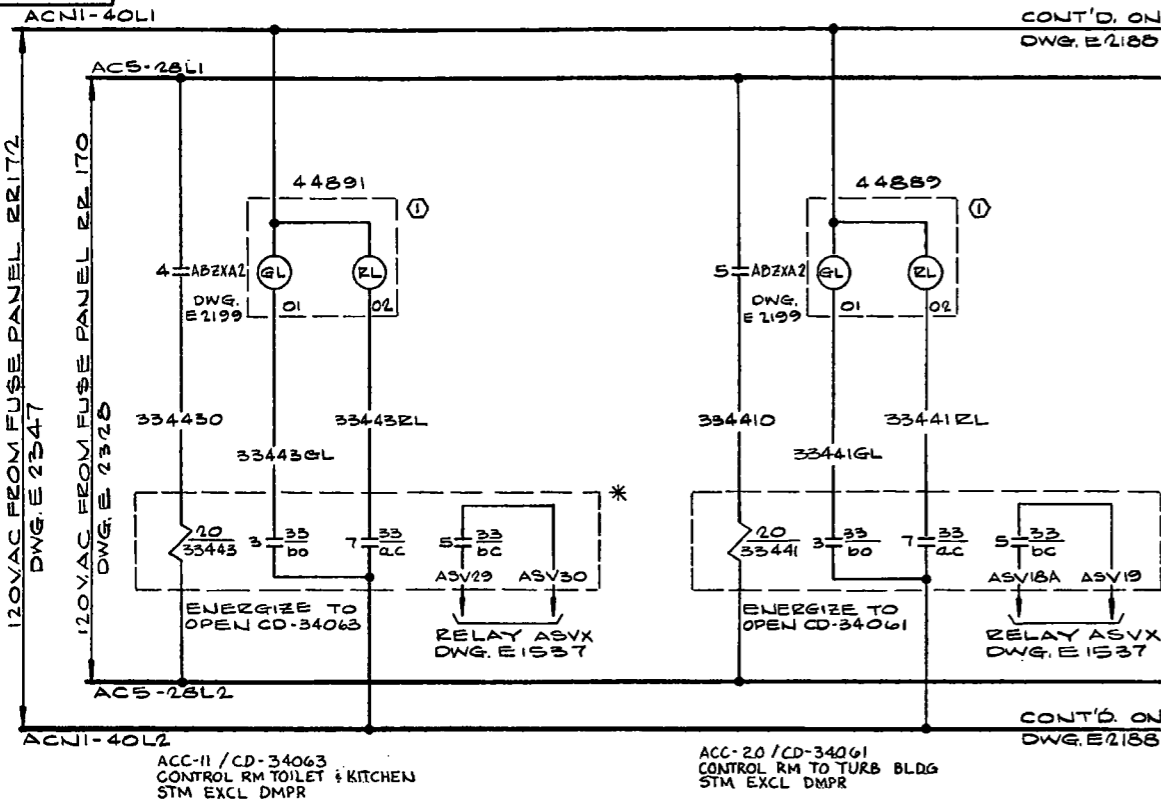 ACN1-40L1
CONT'D. ON
DWG. E2188
AC5-28L1
120VAC FROM FUSE PANEL RR172
DWG. E2347
120VAC FROM FUSE PANEL RR 170
DWG. E 2328
44891
1
4
ABZXA2
DWG.
E2199
GL
RL
01
02
334430
33443RL
33443GL
*
20
33443
3
33
bo
7
33
ac
5
33
bc
ASV29
ASV30
ENERGIZE TO
OPEN CD-34063
RELAY ASVX
DWG. E1537
44889
1
5
ABZXA2
DWG.
E2199
GL
RL
01
02
334410
33441RL
33441GL
20
33441
3
33
bo
7
33
ac
5
33
bc
ASV18A
ASV19
ENERGIZE TO
OPEN CD-34061
RELAY ASVX
DWG. E1537
AC5-28L2
ACN1-40L2
CONT'D. ON
DWG. E2188
ACC-11 / CD-34063
CONTROL RM TOILET & KITCHEN
STM EXCL DMPR
ACC-20 / CD-34061
CONTROL RM TO TURB BLDG
STM EXCL DMPR